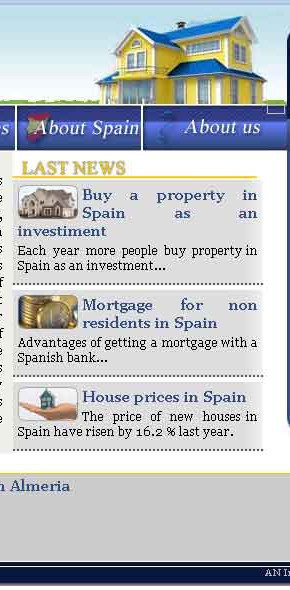 About Spain
About us
LAST NEWS
Buy a property in
Spain as an
investiment
Each year more people buy property in
Spain as an investment...
Mortgage for non
residents in Spain
Advantages of getting a mortgage with a
Spanish bank...
House prices in Spain
The price of new houses in
Spain have risen by 16.2 % last year.
Almeria
AN